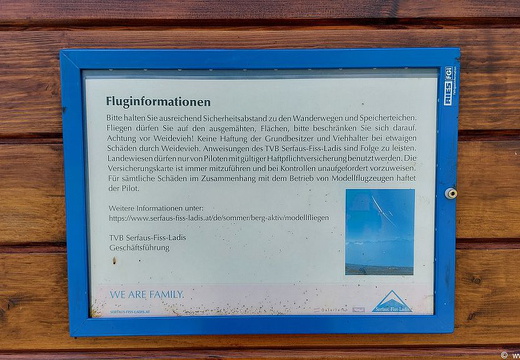 Fluginformationen
Bitte halten Sie ausreichend Sicherheitsabstand zu den Wanderwegen und Speicherteichen.
Fliegen dürfen Sie auf den ausgemähten, Flächen, bitte beschränken Sie sich darauf.
Achtung vor Weidevieh! Keine Haftung der Grundbesitzer und Viehhalter bei etwaigen
Schäden durch Weidevieh. Anweisungen des TVB Serfaus-Fiss-Ladis sind Folge zu leisten.
Landewiesen dürfen nur von Piloten mit gültiger Haftpflichtversicherung benutzt werden. Die
Versicherungskarte ist immer mitzuführen und bei Kontrollen unaufgefordert vorzuweisen.
Für sämtliche Schäden im Zusammenhang mit dem Betrieb von Modellflugzeugen haftet
der Pilot.
Weitere Informationen unter:
https://www.serfaus-fiss-ladis.at/de/sommer/berg-aktiv/modellfliegen
TVB Serfaus-Fiss-Ladis
Geschäftsführung
WE ARE FAMILY.
Serfaus Fiss Ladis